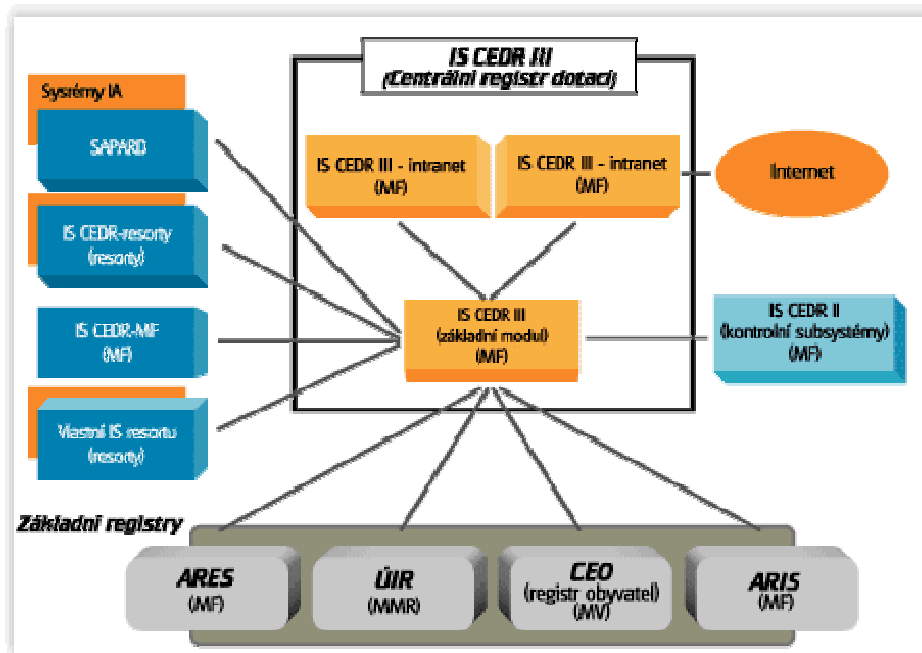 IS CEDR III
(Centrální registr dotací)
Sysrémy IA
SAPARD
IS CEDR-resorty
(resorty)
IS CEDR-MF
(MF)
Vlastní IS resortu
(resorty)
IS CEDR III - intranet
(MF)
IS CEDR III - intranet
(MF)
Internet
IS CEDR III
(základní modul)
(MF)
IS CEDR II
(kontrolní subsystémy)
(MF)
Základní registry
ARES
(MF)
ÚIR
(MMR)
CEO
(registr obyvatel)
(MV)
ARIS
(MF)